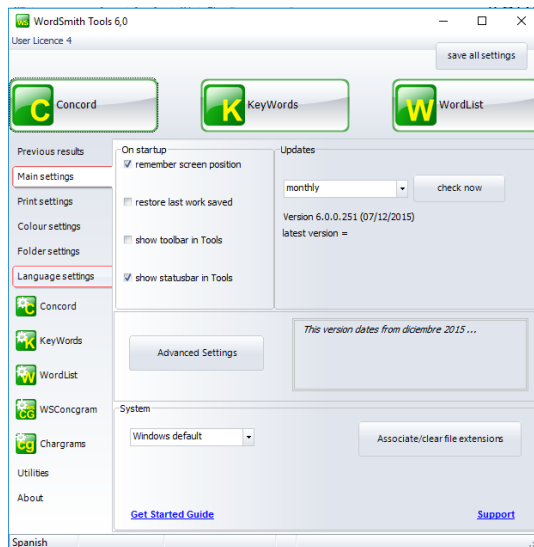 WordSmith Tools 6,0
User Licence 4
save all settings
Concord
KeyWords
WordList
Previous results
Main settings
Print settings
Colour settings
Folder settings
Language settings
Concord
KeyWords
WordList
WSConcgram
Chargrams
Utilities
About
On startup
remember screen position
restore last work saved
show toolbar in Tools
show statusbar in Tools
Updates
monthly
check now
Version 6.0.0.251 (07/12/2015)
latest version =
Advanced Settings
This version dates from diciembre 2015 ...
System
Windows default
Associate/clear file extensions
Get Started Guide
Support
Spanish